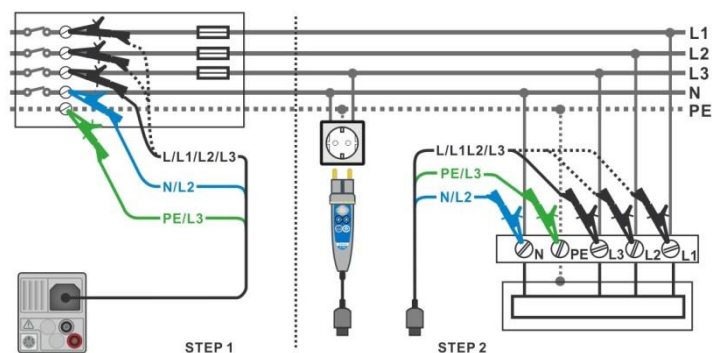 L1
L2
L3
N
PE
L/L1/L2/L3
N/L2
PE/L3
L/L1L2/L3
PE/L3
N/L2
N PE L3 L2 L1
STEP 1
STEP 2